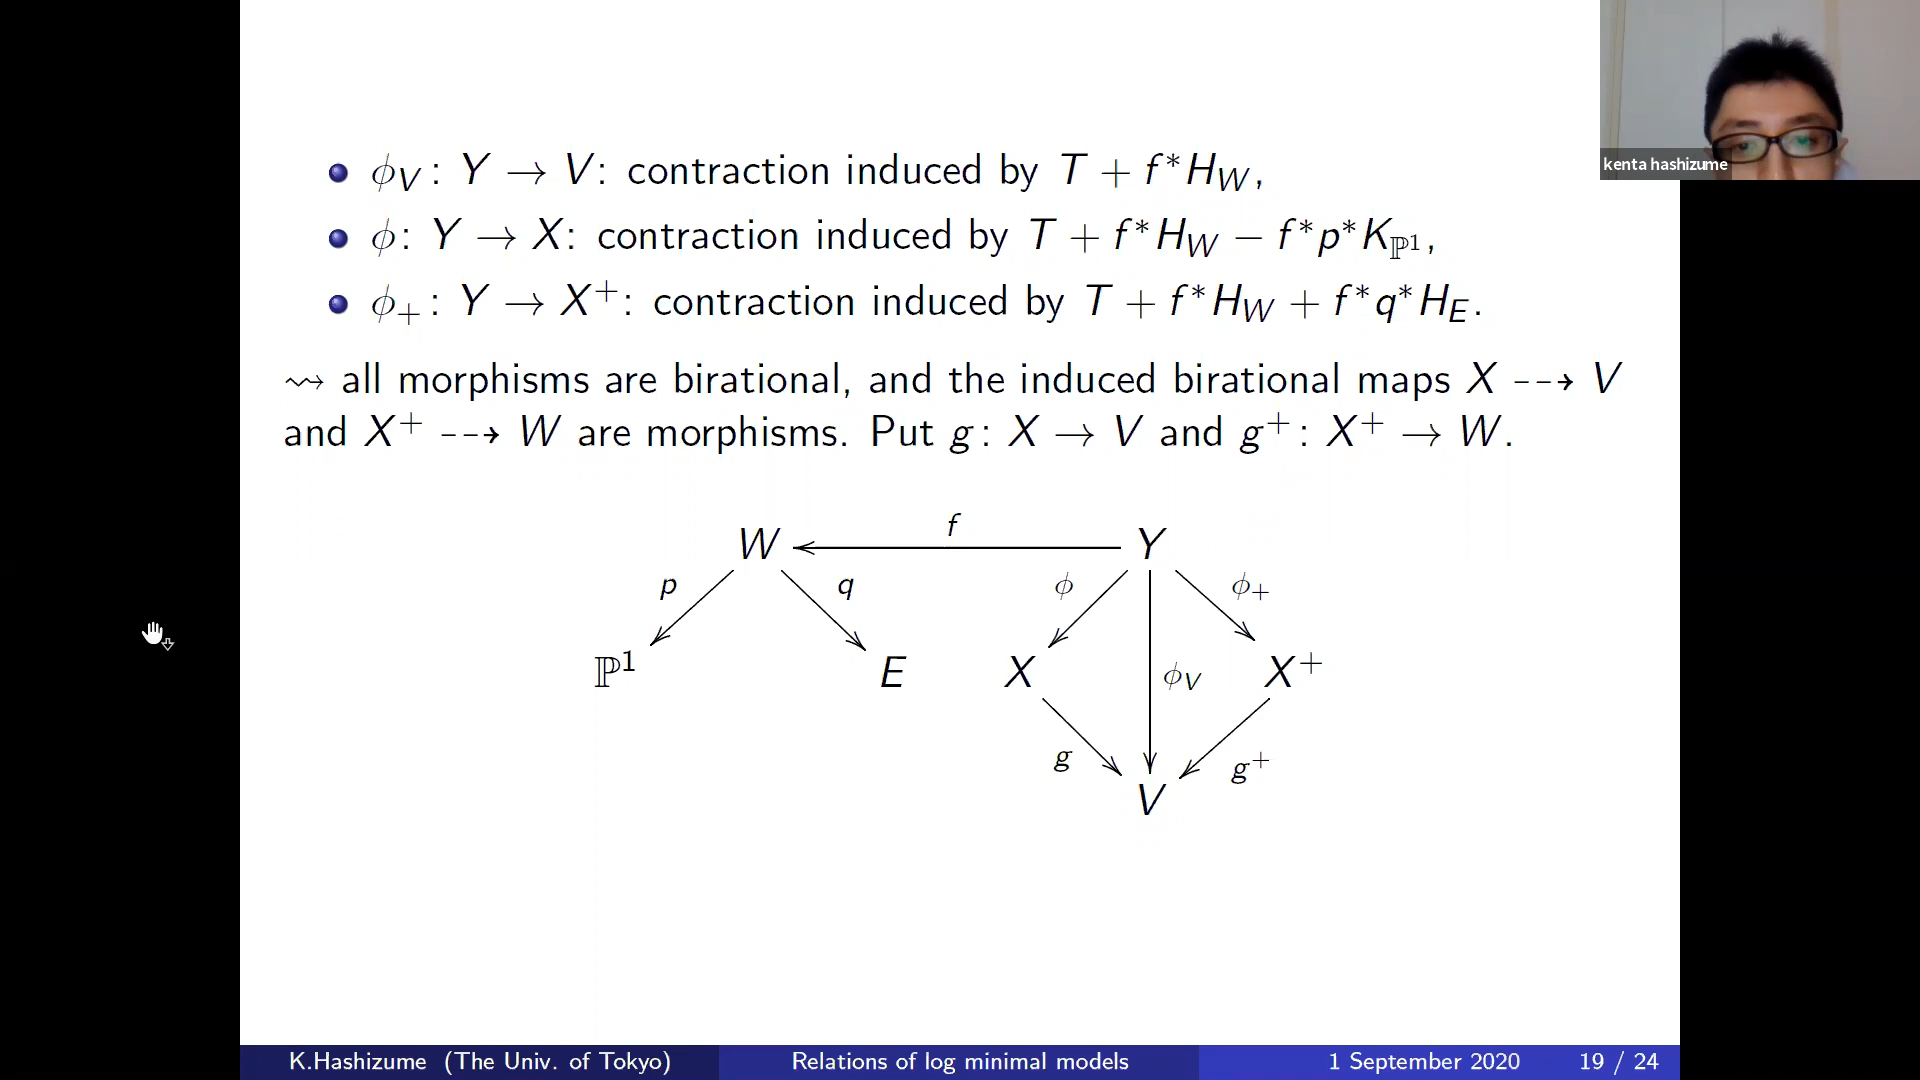 kenta hashizume
ϕ_V : Y → V: contraction induced by T + f*H_W,
ϕ: Y → X: contraction induced by T + f*H_W − f*p*K_ℙ¹,
ϕ₊ : Y → X⁺: contraction induced by T + f*H_W + f*q*H_E.
⇝ all morphisms are birational, and the induced birational maps X ⇢ V
and X⁺ ⇢ W are morphisms. Put g: X → V and g⁺: X⁺ → W.
f
W Y
p q ϕ ϕ₊
ℙ¹ E X ϕ_V X⁺
g g⁺
V
K.Hashizume (The Univ. of Tokyo) Relations of log minimal models 1 September 2020 19 / 24